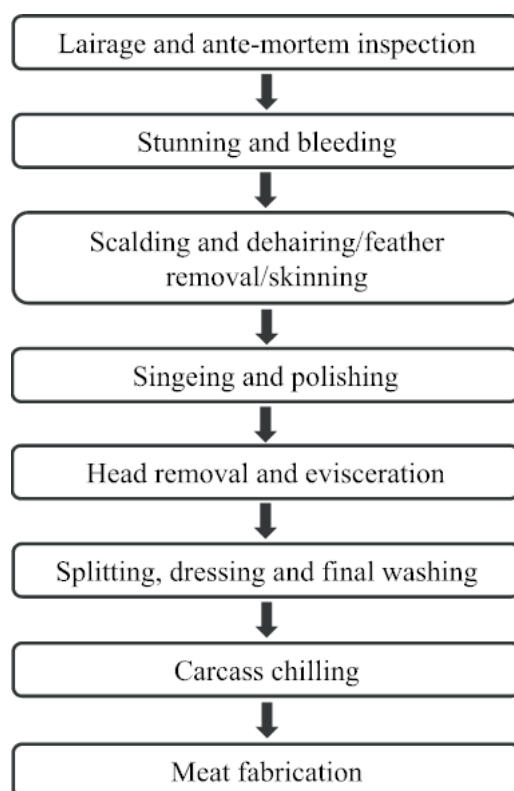 Lairage and ante-mortem inspection
Stunning and bleeding
Scalding and dehairing/feather
removal/skinning
Singeing and polishing
Head removal and evisceration
Splitting, dressing and final washing
Carcass chilling
Meat fabrication